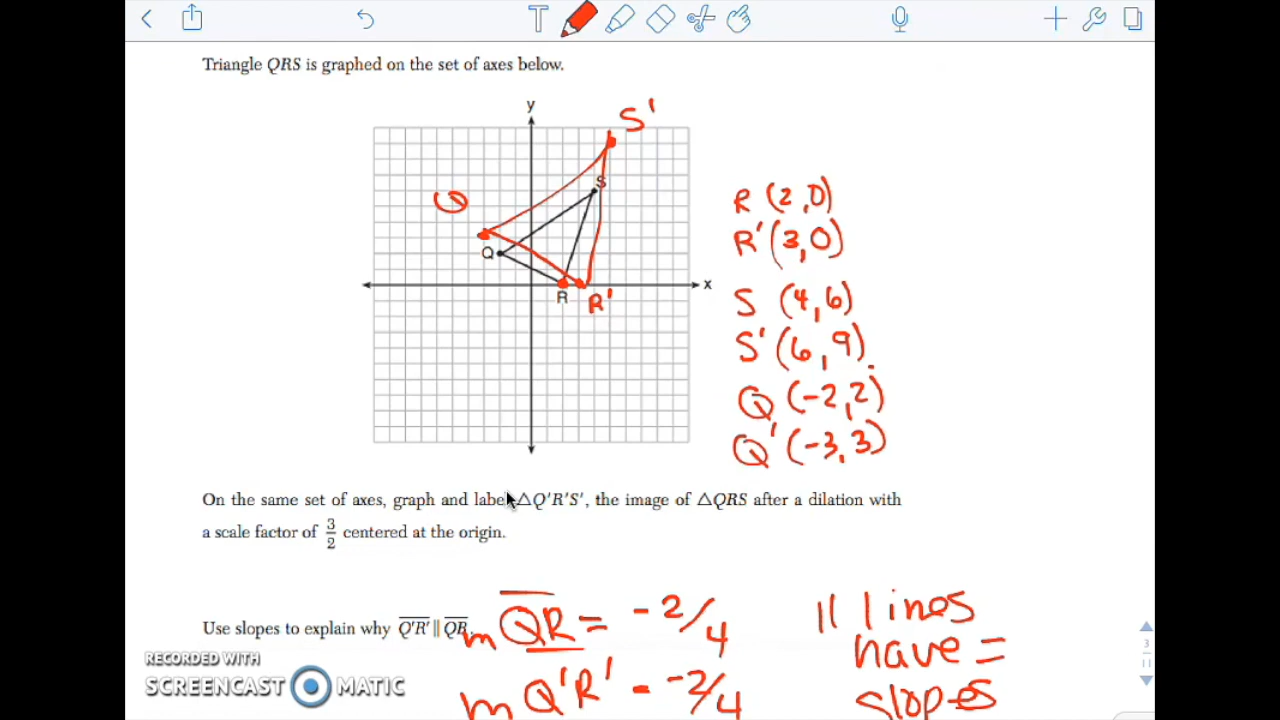 Triangle QRS is graphed on the set of axes below.
y
S'
S
Q
Q
x
R
R'
R (2,0)
R' (3,0)
S (4,6)
S' (6,9).
Q (-2,2)
Q' (-3,3)
On the same set of axes, graph and label △Q'R'S', the image of △QRS after a dilation with
a scale factor of 3/2 centered at the origin.
Use slopes to explain why Q'R' ∥ QR.
m QR = -2/4
m Q'R' = -2/4
|| lines
have =
slopes
RECORDED WITH
SCREENCAST MATIC
3
11
T